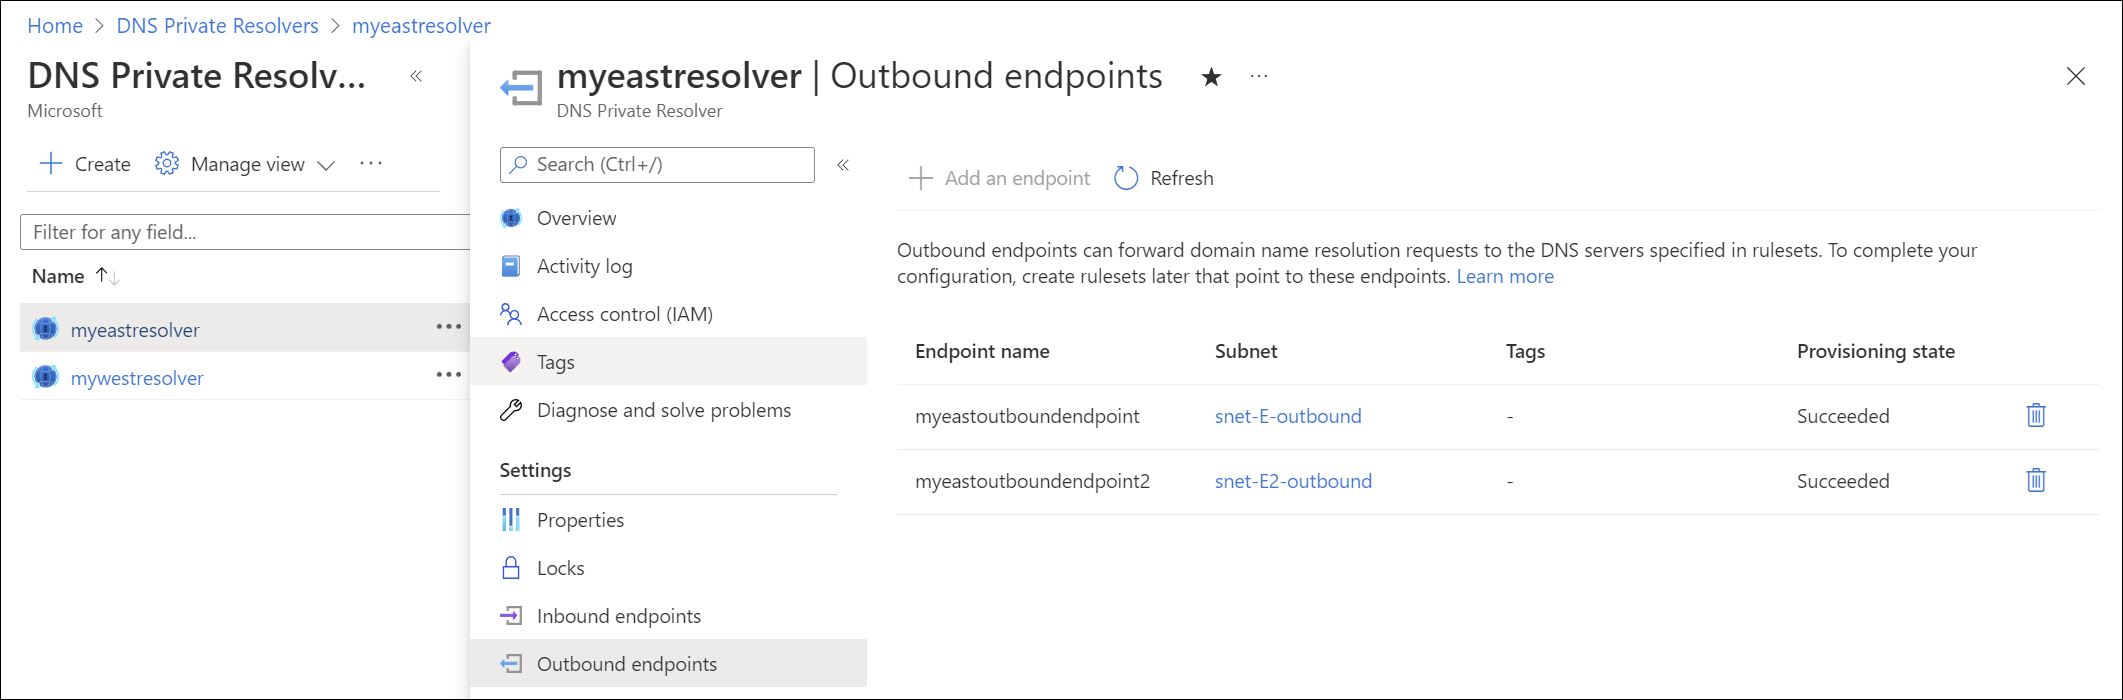 Home > DNS Private Resolvers > myeastresolver
DNS Private Resolv...
Microsoft
Create Manage view ...
Filter for any field...
Name
myeastresolver
mywestresolver
myeastresolver | Outbound endpoints
DNS Private Resolver
Search (Ctrl+/)
Overview
Activity log
Access control (IAM)
Tags
Diagnose and solve problems
Settings
Properties
Locks
Inbound endpoints
Outbound endpoints
Add an endpoint Refresh
Outbound endpoints can forward domain name resolution requests to the DNS servers specified in rulesets. To complete your
configuration, create rulesets later that point to these endpoints. Learn more
Endpoint name Subnet Tags Provisioning state
myeastoutboundendpoint snet-E-outbound - Succeeded
myeastoutboundendpoint2 snet-E2-outbound - Succeeded